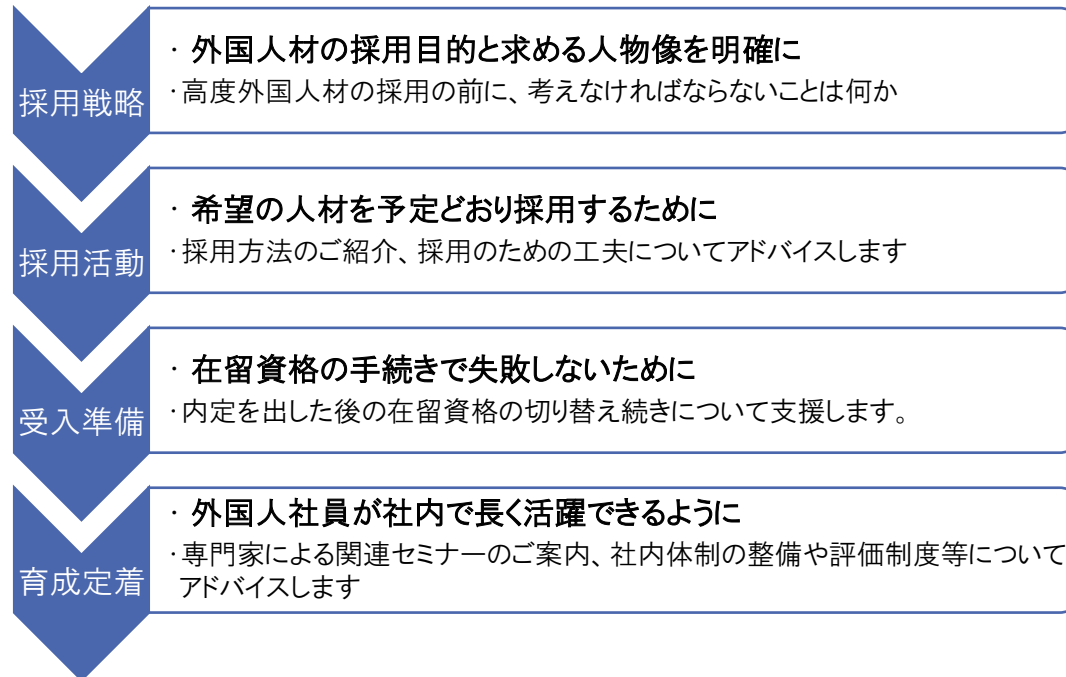 採用戦略
· 外国人材の採用目的と求める人物像を明確に
·高度外国人材の採用の前に、考えなければならないことは何か
採用活動
· 希望の人材を予定どおり採用するために
·採用方法のご紹介、採用のための工夫についてアドバイスします
受入準備
· 在留資格の手続きで失敗しないために
·内定を出した後の在留資格の切り替え続きについて支援します。
育成定着
· 外国人社員が社内で長く活躍できるように
·専門家による関連セミナーのご案内、社内体制の整備や評価制度等について
アドバイスします